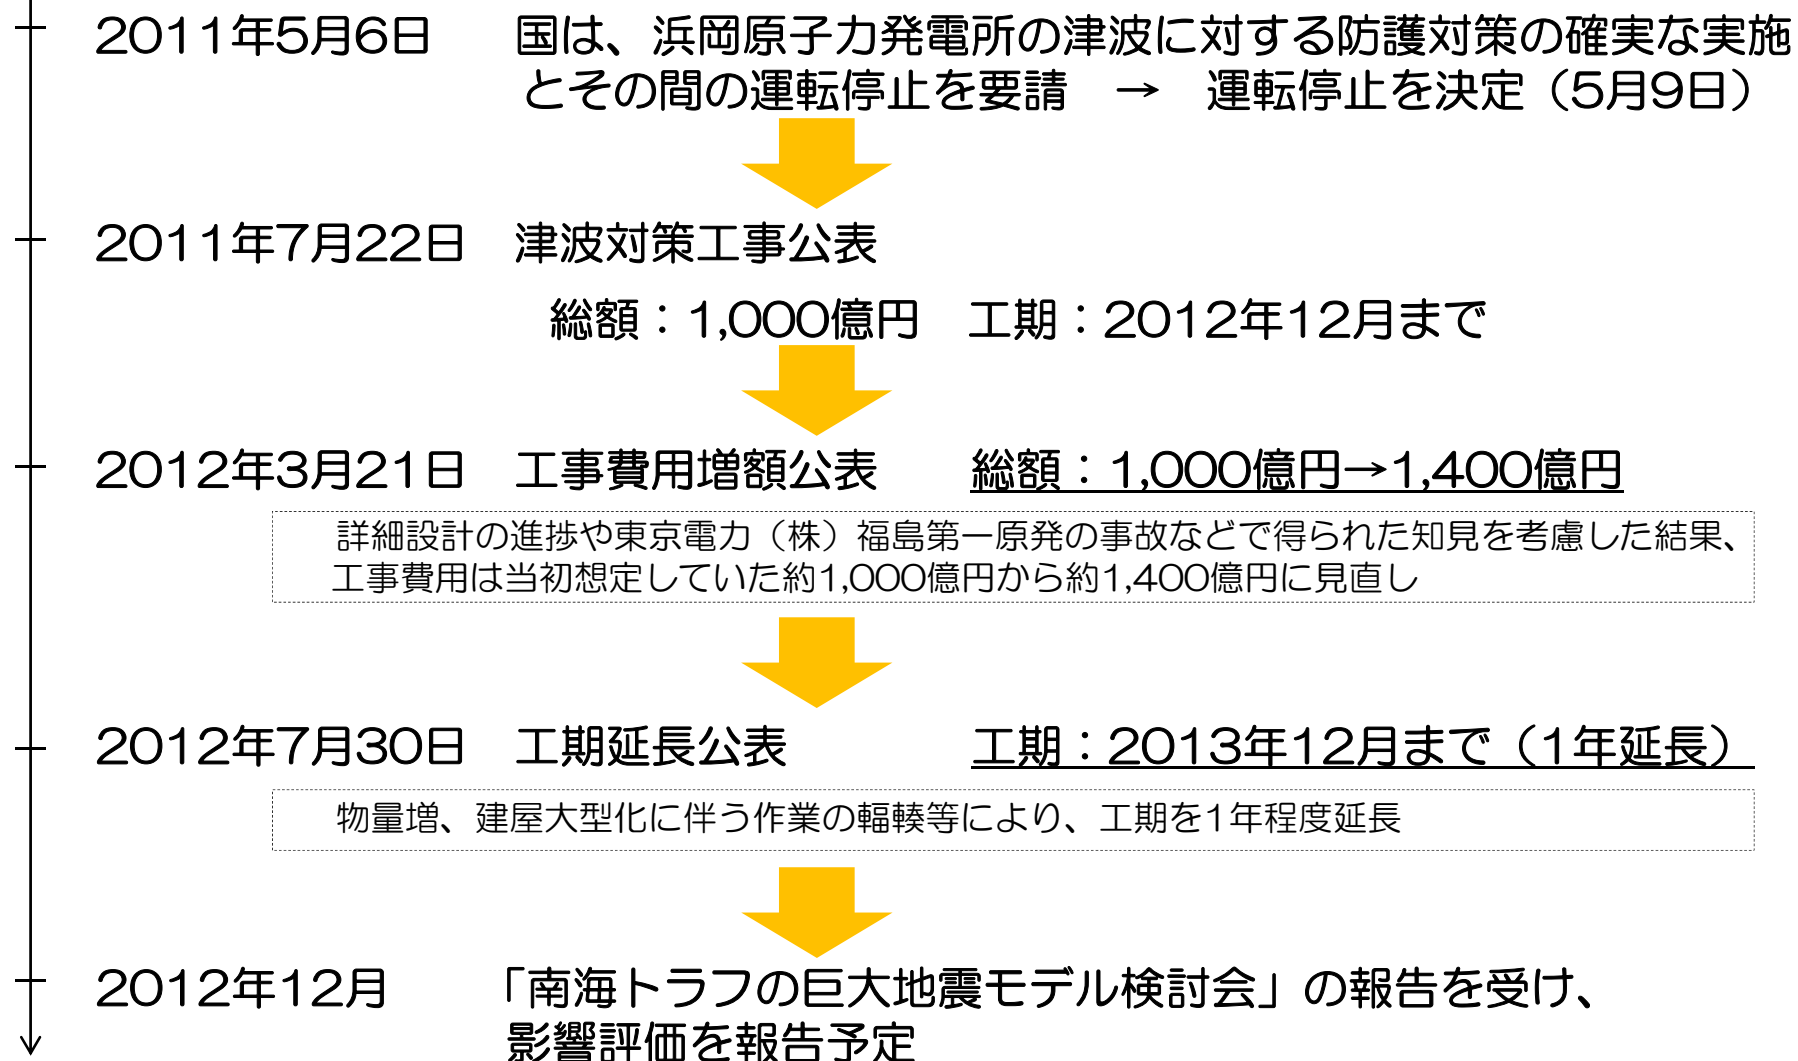 2011年5月6日 国は、浜岡原子力発電所の津波に対する防護対策の確実な実施
とその間の運転停止を要請 → 運転停止を決定（5月9日）
2011年7月22日 津波対策工事公表
総額：1,000億円 工期：2012年12月まで
2012年3月21日 工事費用増額公表 総額：1,000億円→1,400億円
詳細設計の進捗や東京電力（株）福島第一原発の事故などで得られた知見を考慮した結果、
工事費用は当初想定していた約1,000億円から約1,400億円に見直し
2012年7月30日 工期延長公表 工期：2013年12月まで（1年延長）
物量増、建屋大型化に伴う作業の輻輳等により、工期を1年程度延長
2012年12月 「南海トラフの巨大地震モデル検討会」の報告を受け、
影響評価を報告予定